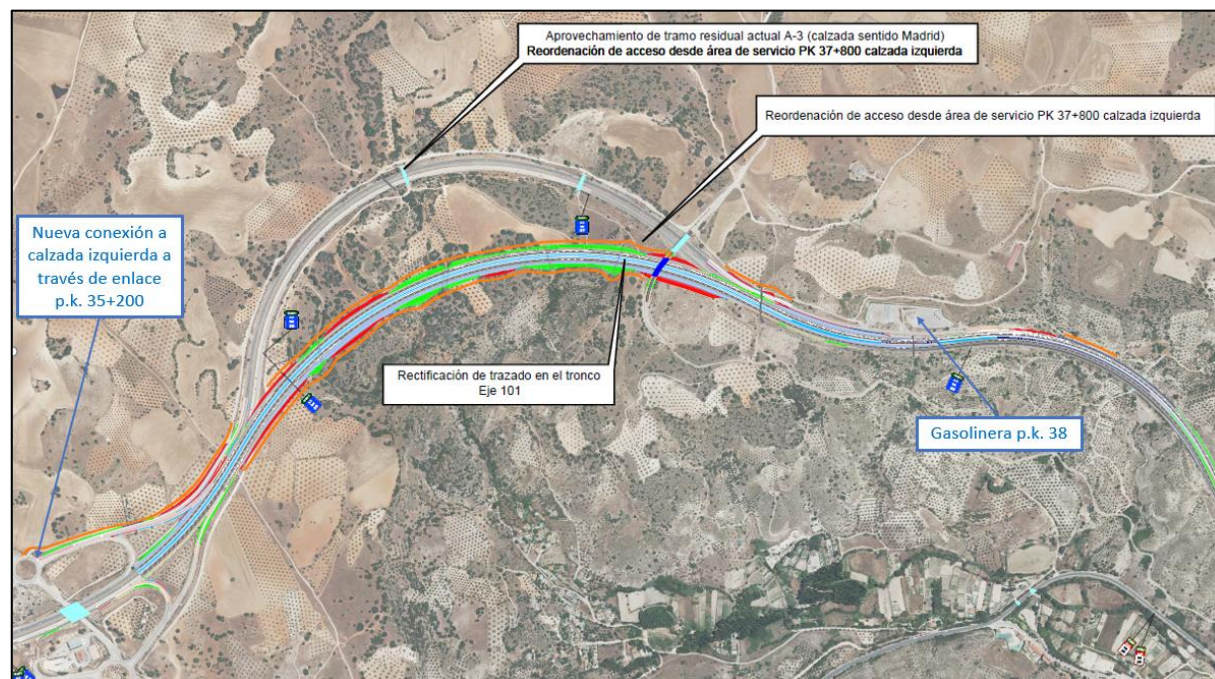 Aprovechamiento de tramo residual actual A-3 (calzada sentido Madrid)
Reordenación de acceso desde área de servicio PK 37+800 calzada izquierda
Reordenación de acceso desde área de servicio PK 37+800 calzada izquierda
Nueva conexión a
calzada izquierda a
través de enlace
p.k. 35+200
Rectificación de trazado en el tronco
Eje 101
Gasolinera p.k. 38